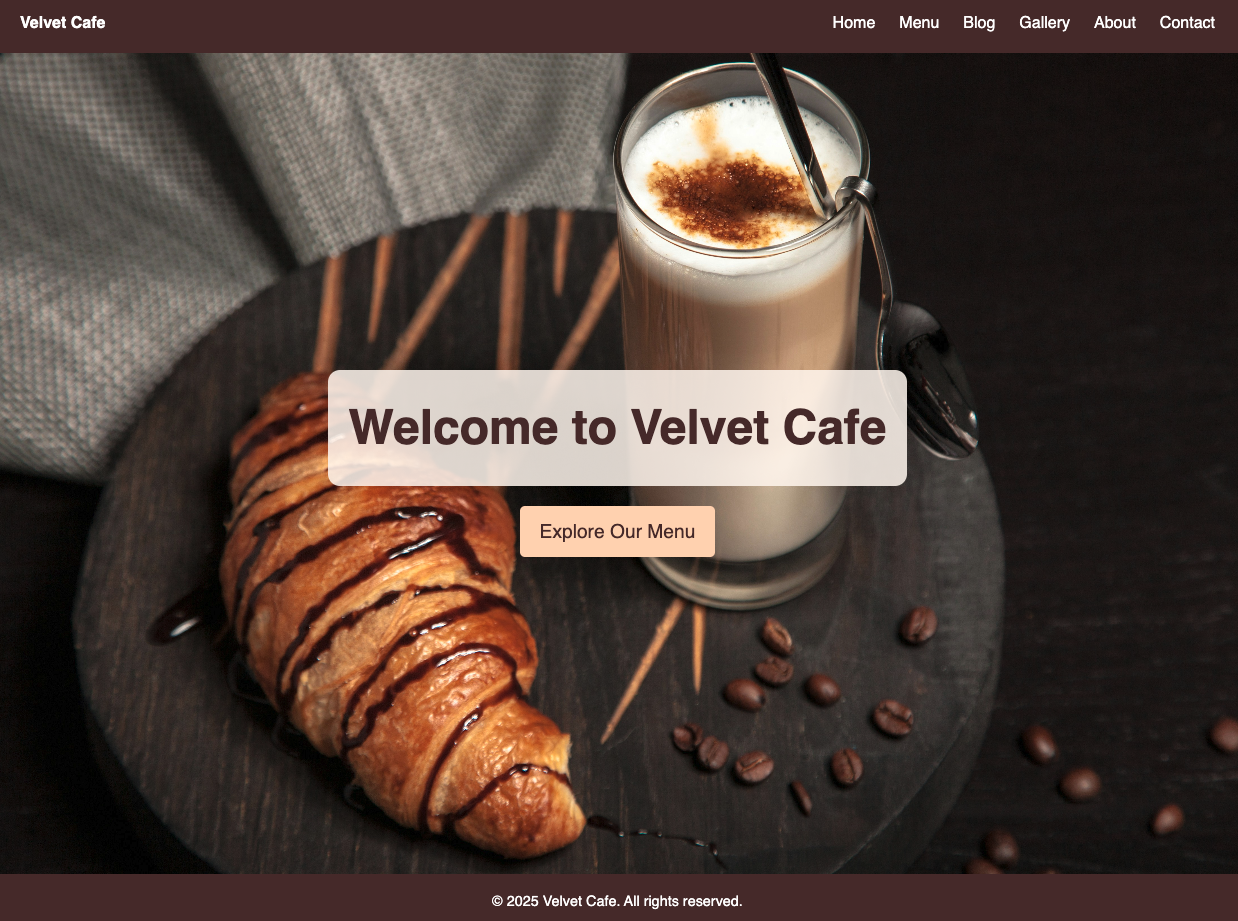 Velvet Cafe
Home Menu Blog Gallery About Contact
Welcome to Velvet Cafe
Explore Our Menu
© 2025 Velvet Cafe. All rights reserved.